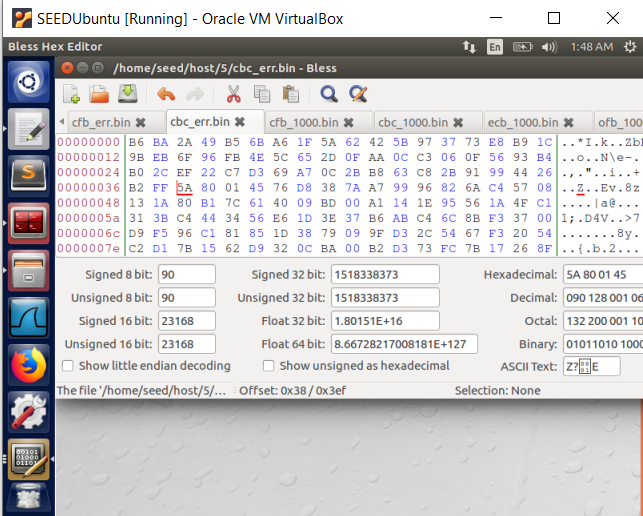 SEEDUbuntu [Running] - Oracle VM VirtualBox
Bless Hex Editor En 1:48 AM
/home/seed/host/5/cbc_err.bin - Bless
cfb_err.bin cbc_err.bin cfb_1000.bin cbc_1000.bin ecb_1000.bin ofb_10
00000000 B6 BA 2A 49 B5 6B A6 1F 5A 62 42 5B 97 37 73 E8 B9 1C ..*I.k..Zb
00000012 9B EB 6F 96 FB 4E 5C 65 2D 0F AA 0C C3 06 0F 56 93 B4 ..o..N\e-.
00000024 B0 2C EF 22 C7 D3 69 A7 0C 2B B8 63 C8 2B 91 99 44 26 .,."..i..+
00000036 B2 FF 5A 80 01 45 76 D8 38 7A A7 99 96 82 6A C4 57 08 ..Z..Ev.8z
00000048 13 1A 80 B1 7C 61 40 09 BD 00 A1 14 1E 95 56 1A 4F C1 ....|a@...
0000005a 31 3B C4 44 34 56 E6 1D 3E 37 B6 AB C4 6C 8B F3 37 00 1;.D4V..>7
0000006c D9 F5 96 C1 81 85 1D 38 79 09 9F D3 2C 54 67 F3 20 54 .......8y.
0000007e C2 D1 7B 15 62 D9 32 0C BA 00 B2 D3 73 FC 7B 17 26 8F ..{.b.2...
Signed 8 bit: 90 Signed 32 bit: 1518338373 Hexadecimal: 5A 80 01 45
Unsigned 8 bit: 90 Unsigned 32 bit: 1518338373 Decimal: 090 128 001 06
Signed 16 bit: 23168 Float 32 bit: 1.80151E+16 Octal: 132 200 001 10
Unsigned 16 bit: 23168 Float 64 bit: 8.66728217008181E+127 Binary: 01011010 1000
Show little endian decoding Show unsigned as hexadecimal ASCII Text: Z?E
The file '/home/seed/host/5/... Offset: 0x38 / 0x3ef Selection: None